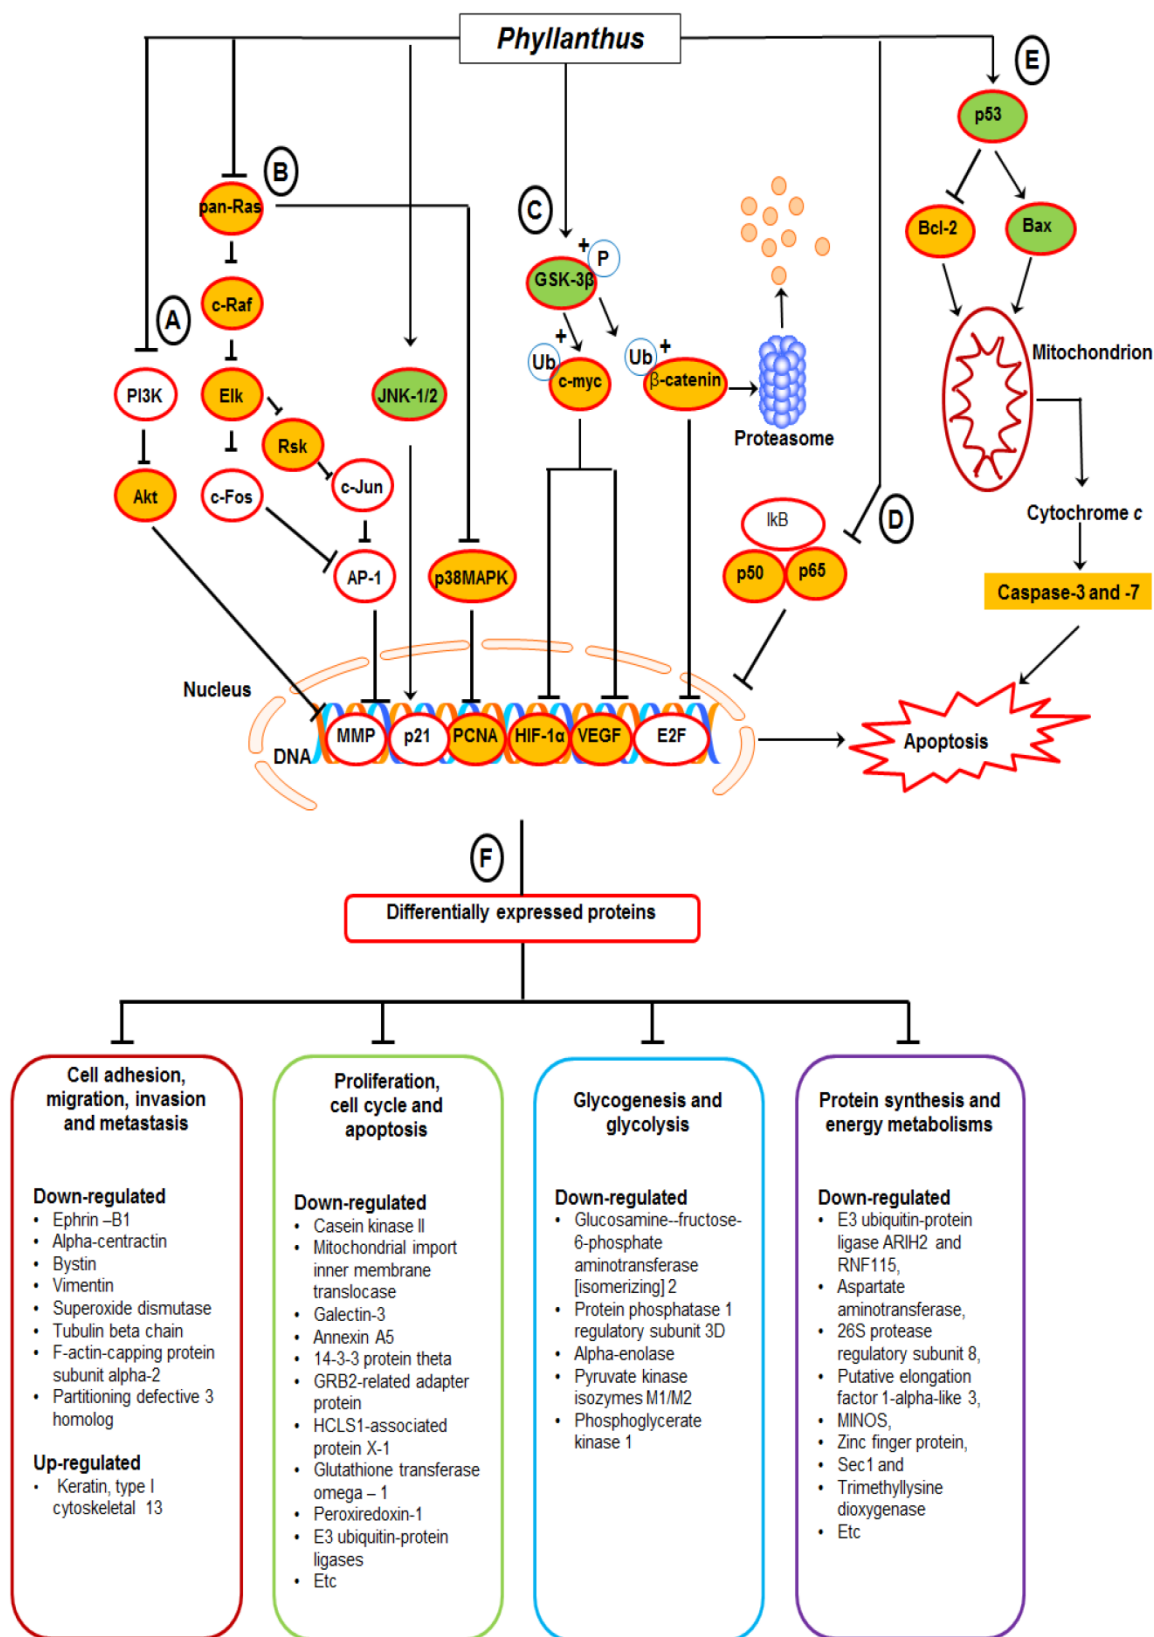 Phyllanthus
E
p53
B
pan-Ras
C
Bcl-2
Bax
+
P
GSK-3β
c-Raf
A
+
Ub
c-myc
Ub
+
β-catenin
Mitochondrion
PI3K
Elk
JNK-1/2
Rsk
Proteasome
Akt
c-Fos
c-Jun
IkB
D
Cytochrome c
AP-1
p38MAPK
p50
p65
Caspase-3 and -7
Nucleus
DNA
MMP
p21
PCNA
HIF-1α
VEGF
E2F
Apoptosis
F
Differentially expressed proteins
Cell adhesion,
migration, invasion
and metastasis
Down-regulated
• Ephrin –B1
• Alpha-centractin
• Bystin
• Vimentin
• Superoxide dismutase
• Tubulin beta chain
• F-actin-capping protein
subunit alpha-2
• Partitioning defective 3
homolog
Up-regulated
• Keratin, type I
cytoskeletal 13
Proliferation,
cell cycle and
apoptosis
Down-regulated
• Casein kinase II
• Mitochondrial import
inner membrane
translocase
• Galectin-3
• Annexin A5
• 14-3-3 protein theta
• GRB2-related adapter
protein
• HCLS1-associated
protein X-1
• Glutathione transferase
omega – 1
• Peroxiredoxin-1
• E3 ubiquitin-protein
ligases
• Etc
Glycogenesis and
glycolysis
Down-regulated
• Glucosamine--fructose-
6-phosphate
aminotransferase
[isomerizing] 2
• Protein phosphatase 1
regulatory subunit 3D
• Alpha-enolase
• Pyruvate kinase
isozymes M1/M2
• Phosphoglycerate
kinase 1
Protein synthesis and
energy metabolisms
Down-regulated
• E3 ubiquitin-protein
ligase ARIH2 and
RNF115,
• Aspartate
aminotransferase,
• 26S protease
regulatory subunit 8,
• Putative elongation
factor 1-alpha-like 3,
• MINOS,
• Zinc finger protein,
• Sec1 and
• Trimethyllysine
dioxygenase
• Etc